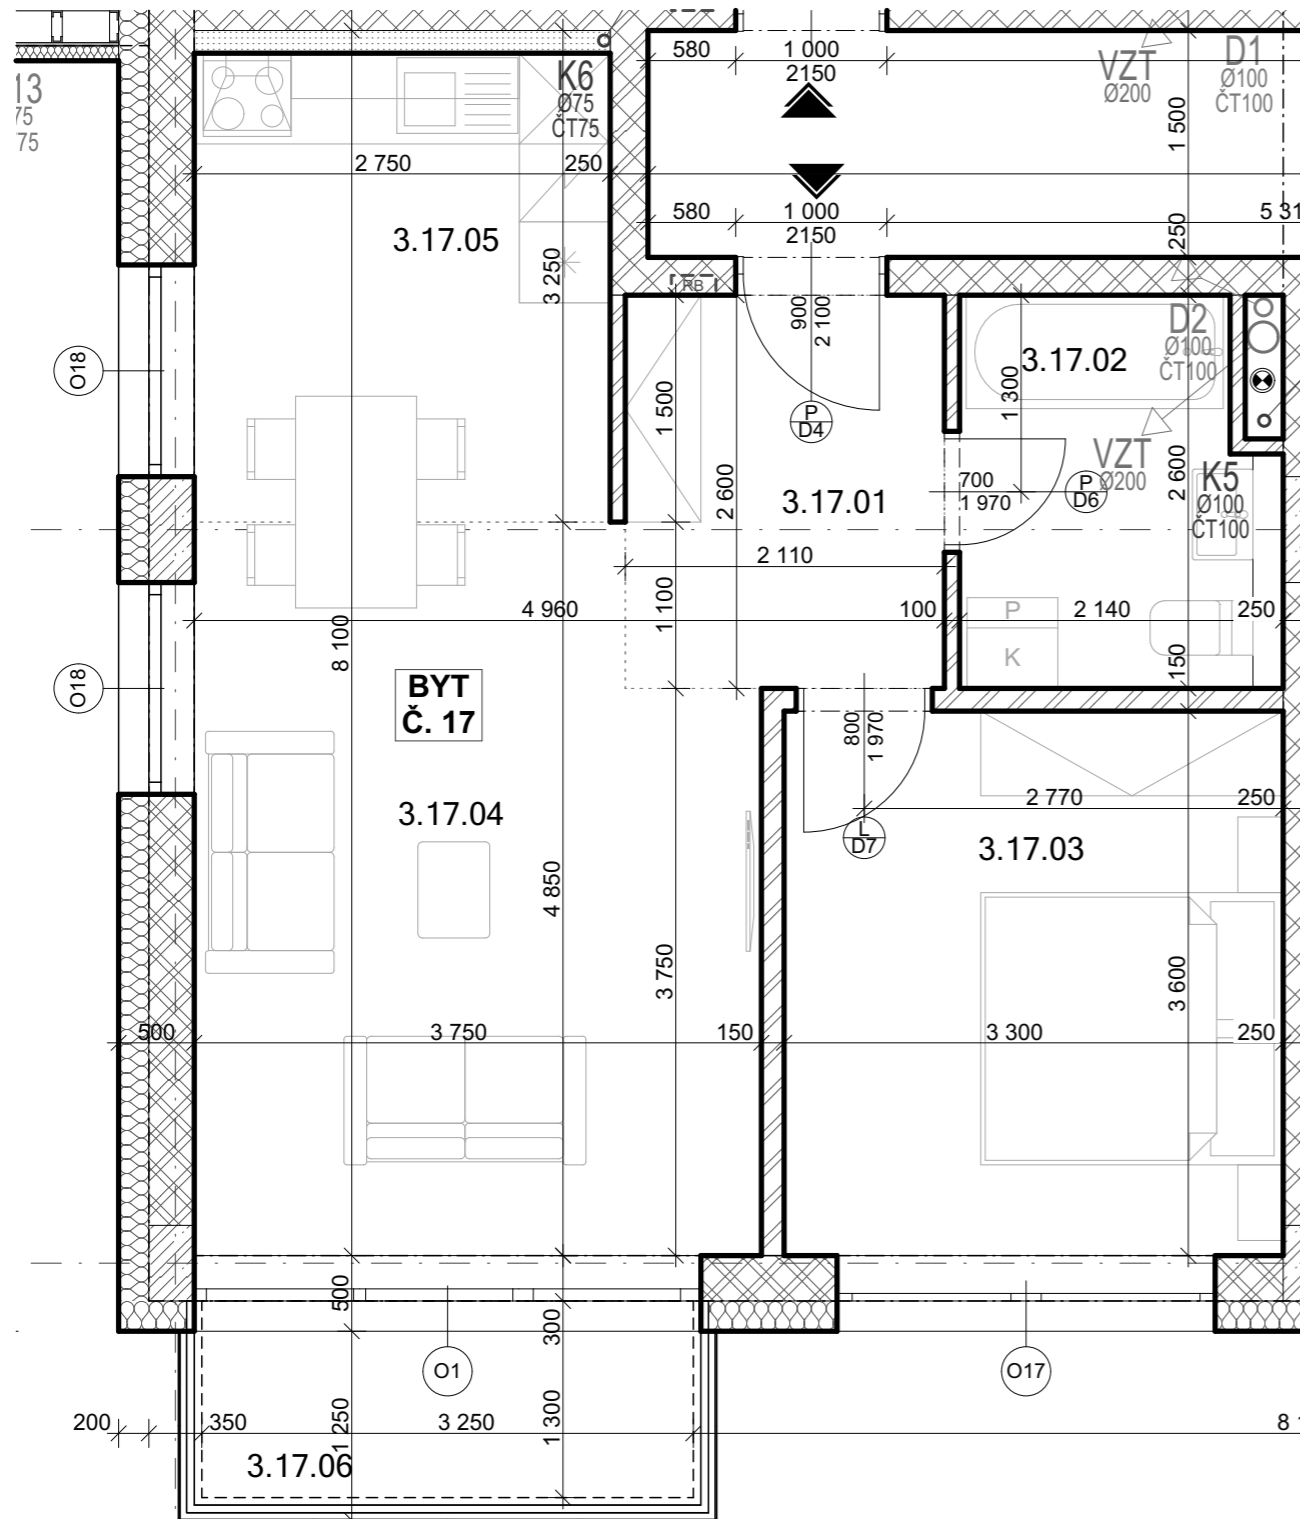 13
75
75
580
1 000
2150
VZT
Ø200
D1
Ø100
ČT100
K6
Ø75
ČT75
1 500
2 750
250
580
1 000
2150
5 31
250
3.17.05
3 250
RB
900
2 100
D2
Ø100
ČT100
3.17.02
1 300
O18
1 500
P
D4
VZT
Ø200
2 600
K5
Ø100
ČT100
700
1 970
P
D6
2 600
3.17.01
2 110
4 960
1 100
100
2 140
250
P
K
8 100
150
O18
BYT
Č. 17
800
1 970
2 770
250
3.17.04
L
D7
3.17.03
4 850
3 750
3 600
500
3 750
150
3 300
250
500
300
O1
O17
200
350
3 250
1 300
1 250
8 1
3.17.06